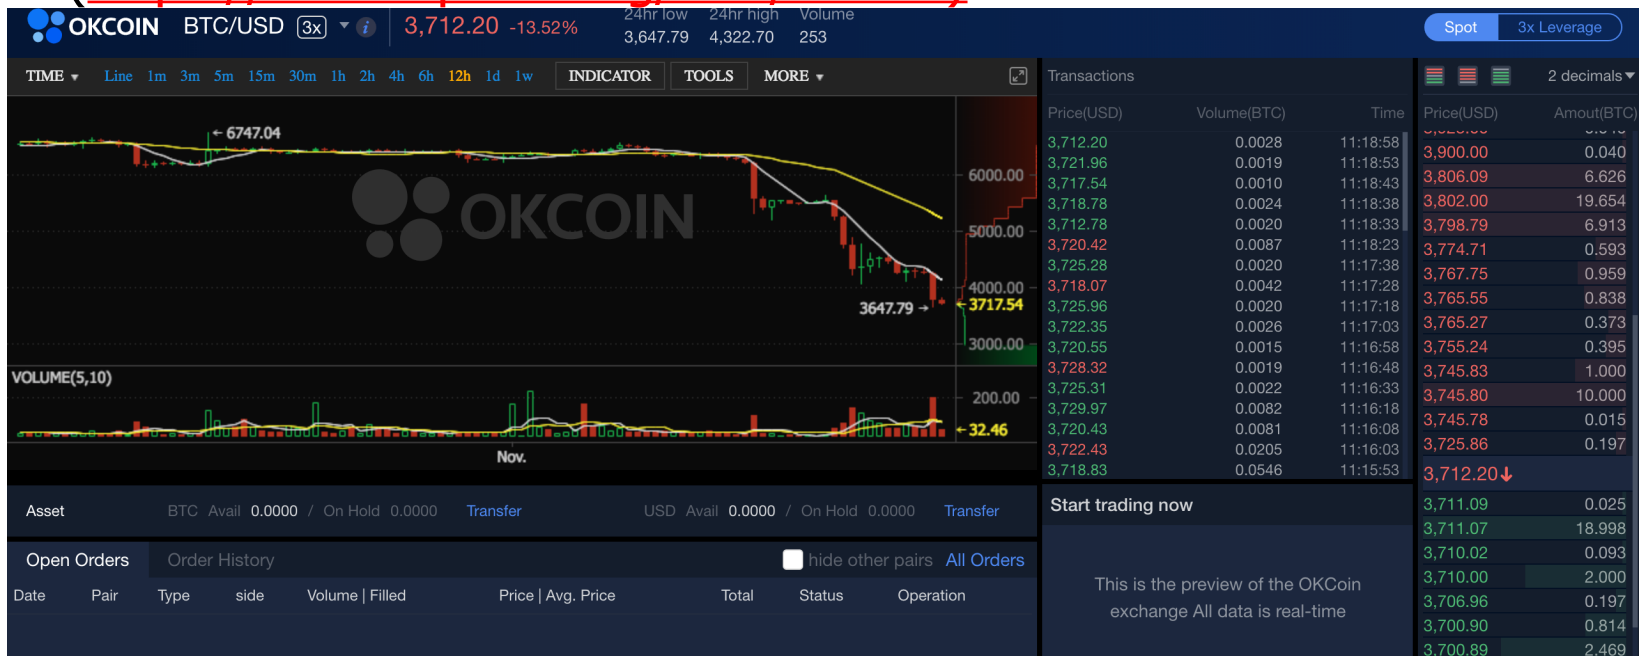 OKCOIN BTC/USD 3x 3,712.20 -13.52%
24hr low 24hr high Volume
3,647.79 4,322.70 253
Spot 3x Leverage
TIME Line 1m 3m 5m 15m 30m 1h 2h 4h 6h 12h 1d 1w INDICATOR TOOLS MORE
6747.04
OKCOIN
6000.00
5000.00
4000.00
3647.79
3717.54
3000.00
VOLUME(5,10)
200.00
32.46
Nov.
Transactions
Price(USD) Volume(BTC) Time
3,712.20 0.0028 11:18:58
3,721.96 0.0019 11:18:53
3,717.54 0.0010 11:18:43
3,718.78 0.0024 11:18:38
3,712.78 0.0020 11:18:33
3,720.42 0.0087 11:18:23
3,725.28 0.0020 11:17:38
3,718.07 0.0042 11:17:28
3,725.96 0.0020 11:17:18
3,722.35 0.0026 11:17:03
3,720.55 0.0015 11:16:58
3,728.32 0.0019 11:16:48
3,725.31 0.0022 11:16:33
3,729.97 0.0082 11:16:18
3,720.43 0.0081 11:16:08
3,722.43 0.0205 11:16:03
3,718.83 0.0546 11:15:53
2 decimals
Price(USD) Amout(BTC)
3,900.00 0.040
3,806.09 6.626
3,802.00 19.654
3,798.79 6.913
3,774.71 0.593
3,767.75 0.959
3,765.55 0.838
3,765.27 0.373
3,755.24 0.395
3,745.83 1.000
3,745.80 10.000
3,745.78 0.015
3,725.86 0.197
3,712.20
3,711.09 0.025
3,711.07 18.998
3,710.02 0.093
3,710.00 2.000
3,706.96 0.197
3,700.90 0.814
3,700.89 2.469
Asset BTC Avail 0.0000 / On Hold 0.0000 Transfer USD Avail 0.0000 / On Hold 0.0000 Transfer
Open Orders Order History hide other pairs All Orders
Date Pair Type side Volume | Filled Price | Avg. Price Total Status Operation
Start trading now
This is the preview of the OKCoin
exchange All data is real-time